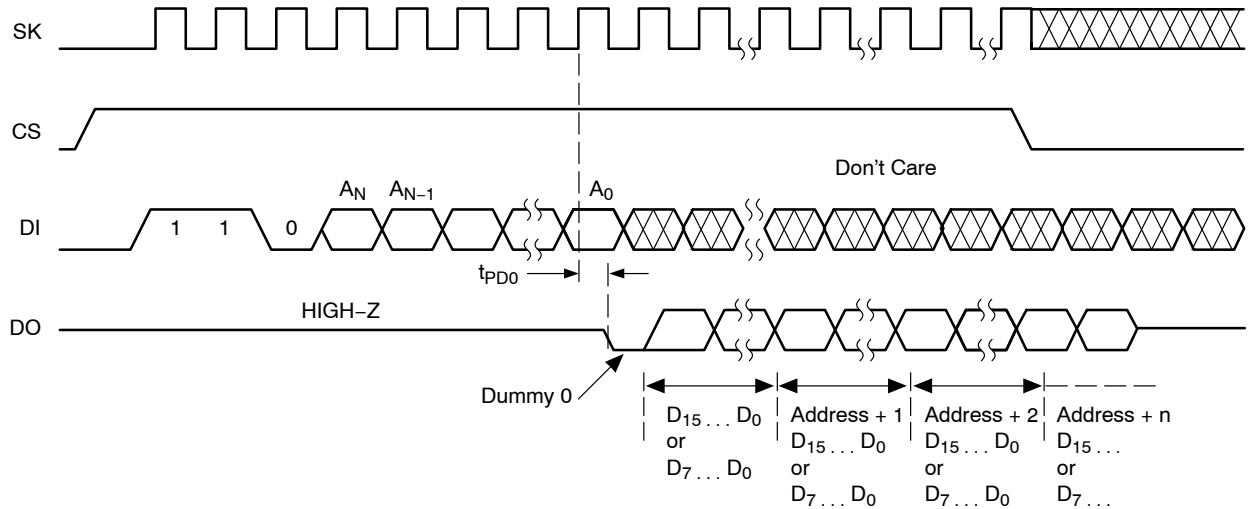 SK
CS
Don't Care
A_N A_N−1 A_0
DI
1 1 0
t_PD0
HIGH−Z
DO
Dummy 0
D_15 . . . D_0
or
D_7 . . . D_0
Address + 1
D_15 . . . D_0
or
D_7 . . . D_0
Address + 2
D_15 . . . D_0
or
D_7 . . . D_0
Address + n
D_15 . . .
or
D_7 . . .